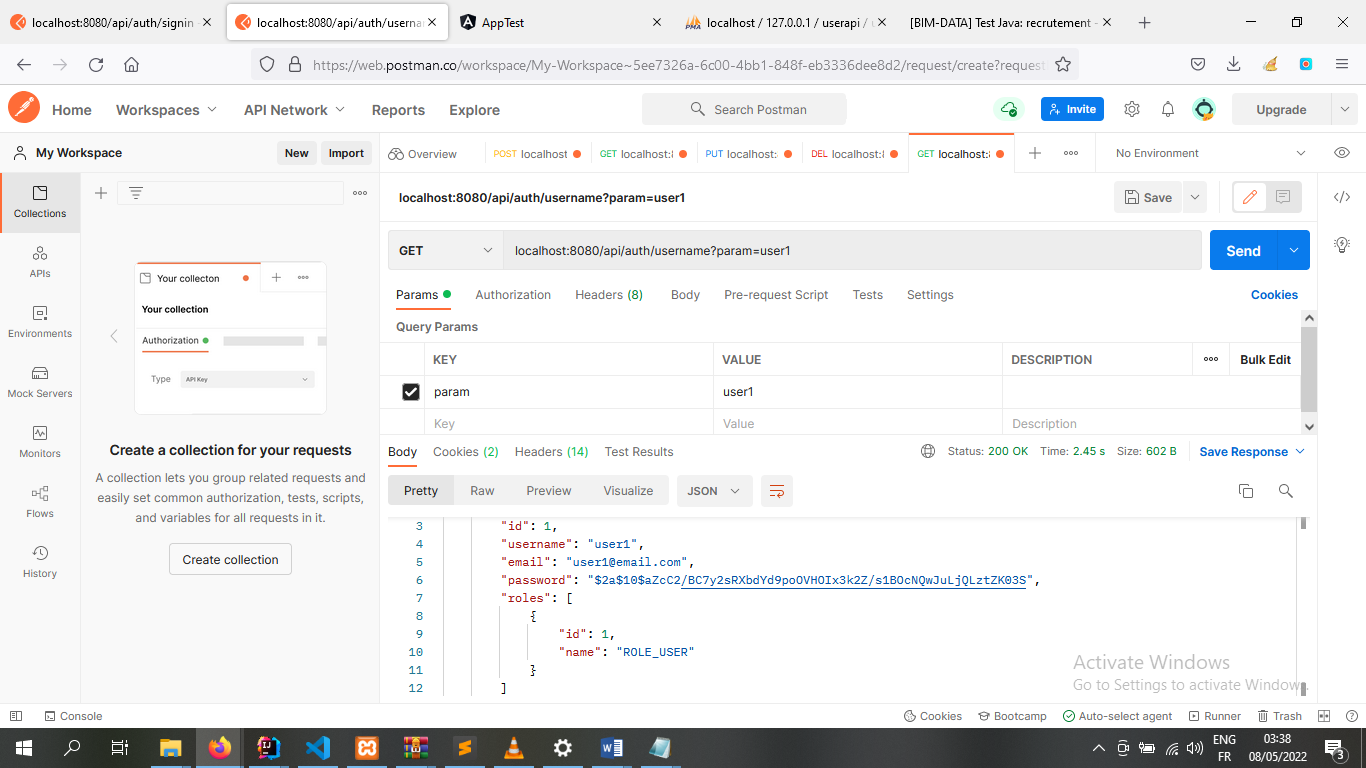 localhost:8080/api/auth/signin -
localhost:8080/api/auth/userna
AppTest
localhost / 127.0.0.1 / userapi / u
[BIM-DATA] Test Java: recrutement -
https://web.postman.co/workspace/My-Workspace~5ee7326a-6c00-4bb1-848f-eb3336dee8d2/request/create?request
Home
Workspaces
API Network
Reports
Explore
Search Postman
Invite
Upgrade
My Workspace
New
Import
Overview
POST localhost
GET localhost:8
PUT localhost:
DEL localhost:8
GET localhost:8
No Environment
Collections
APIs
Environments
Mock Servers
Monitors
Flows
History
Your collecton
Your collection
Authorization
Type
API Key
Create a collection for your requests
A collection lets you group related requests and
easily set common authorization, tests, scripts,
and variables for all requests in it.
Create collection
localhost:8080/api/auth/username?param=user1
Save
GET
localhost:8080/api/auth/username?param=user1
Send
Params
Authorization
Headers (8)
Body
Pre-request Script
Tests
Settings
Cookies
Query Params
KEY
VALUE
DESCRIPTION
Bulk Edit
param
user1
Key
Value
Description
Body
Cookies (2)
Headers (14)
Test Results
Status: 200 OK
Time: 2.45 s
Size: 602 B
Save Response
Pretty
Raw
Preview
Visualize
JSON
3 "id": 1,
4 "username": "user1",
5 "email": "user1@email.com",
6 "password": "$2a$10$aZcC2/BC7y2sRXbdYd9poOVHOIx3k2Z/s1BOcNQwJuLjQLztZK03S",
7 "roles": [
8 {
9 "id": 1,
10 "name": "ROLE_USER"
11 }
12 ]
Activate Windows
Go to Settings to activate Windows.
Console
Cookies
Bootcamp
Auto-select agent
Runner
Trash
ENG
FR
03:38
08/05/2022
3